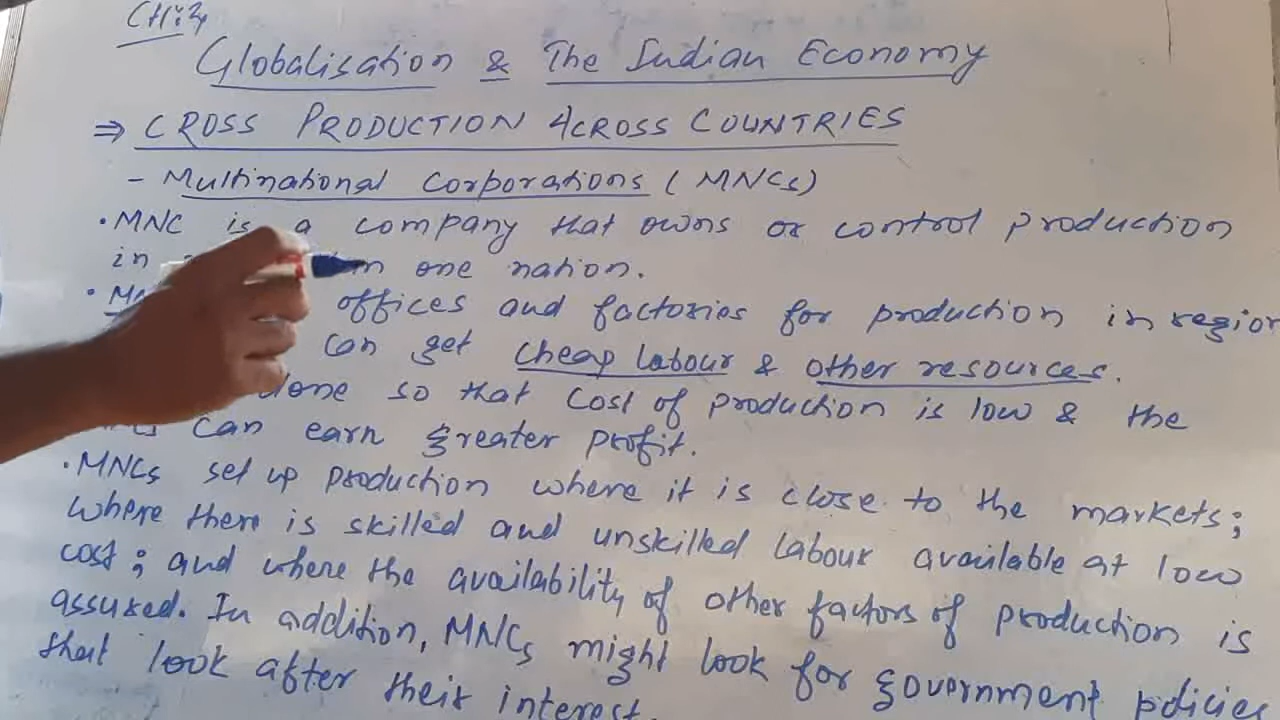 CH:4
Globalisation & The Indian Economy
⇒ CROSS PRODUCTION ACROSS COUNTRIES
- Multinational Corporations (MNCs)
• MNC is a company that owns or control production
in one nation.
• offices and factories for production in region
can get cheap labour & other resources.
done so that cost of production is low & the
can earn greater profit.
• MNCs set up production where it is close to the markets;
where there is skilled and unskilled labour available at low
cost; and where the availability of other factors of production is
assured. In addition, MNCs might look for government policies
that look after their interest.